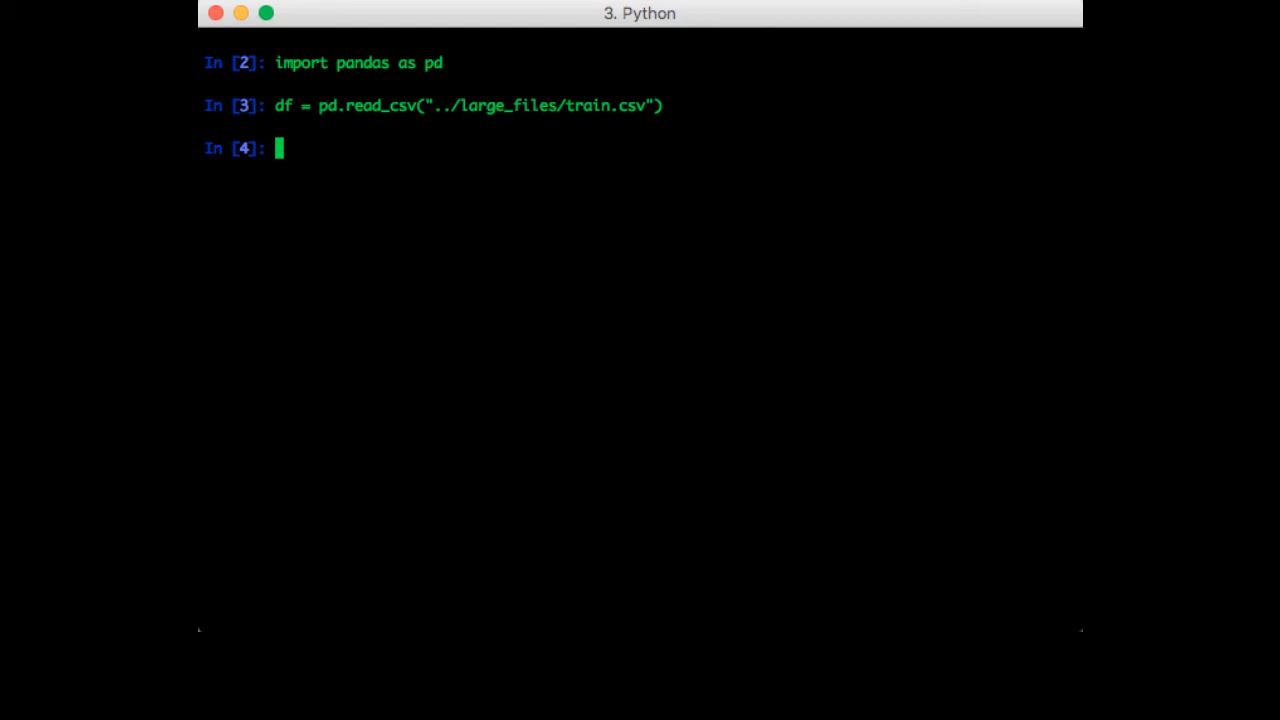 3. Python
In [2]: import pandas as pd
In [3]: df = pd.read_csv("../large_files/train.csv")
In [4]: